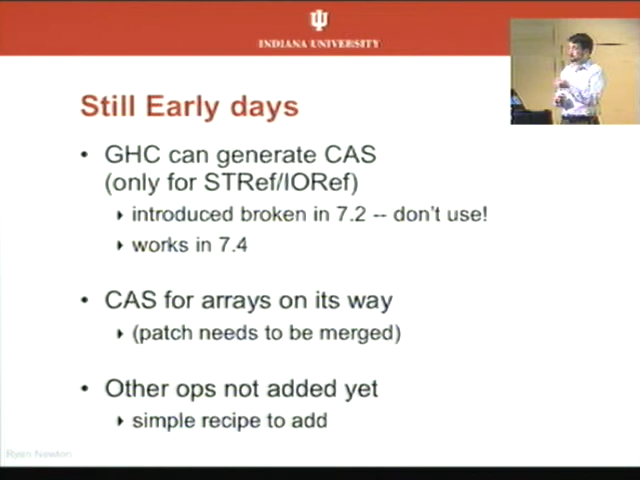 INDIANA UNIVERSITY
Still Early days
• GHC can generate CAS
(only for STRef/IORef)
‣ introduced broken in 7.2 -- don't use!
‣ works in 7.4
• CAS for arrays on its way
‣ (patch needs to be merged)
• Other ops not added yet
‣ simple recipe to add
Ryan Newton